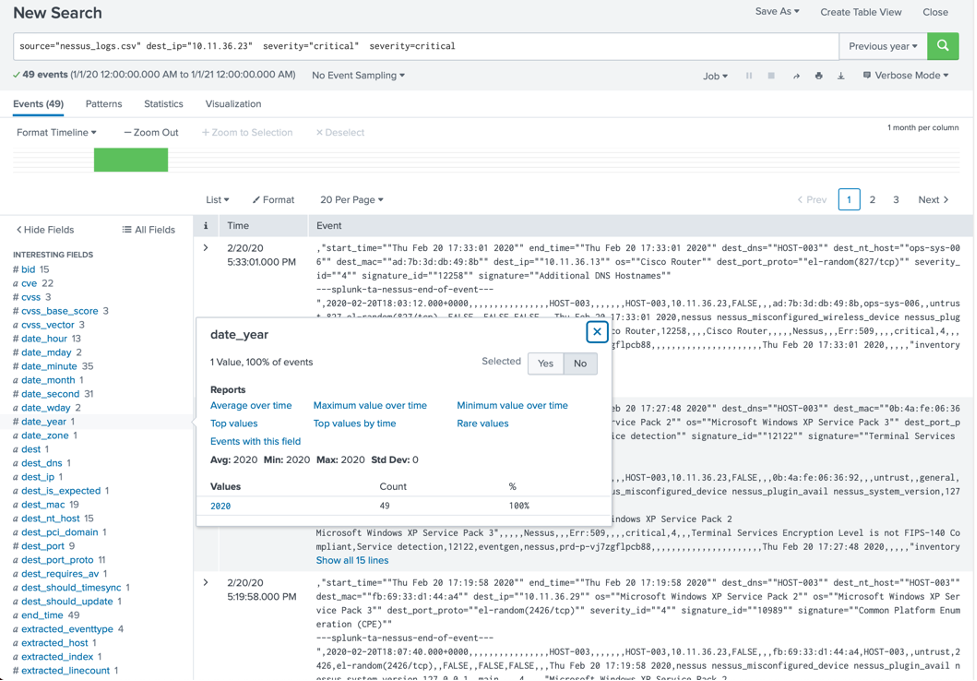 New Search
Save As ▾ Create Table View Close
source="nessus_logs.csv" dest_ip="10.11.36.23" severity="critical" severity=critical
Previous year ▾
✓ 49 events (1/1/20 12:00:00.000 AM to 1/1/21 12:00:00.000 AM) No Event Sampling ▾
Job ▾ Verbose Mode ▾
Events (49) Patterns Statistics Visualization
Format Timeline ▾ — Zoom Out + Zoom to Selection × Deselect
1 month per column
List ▾ Format 20 Per Page ▾
< Prev 1 2 3 Next >
< Hide Fields All Fields
i Time Event
INTERESTING FIELDS
# bid 15
a cve 22
# cvss 3
# cvss_base_score 3
a cvss_vector 3
# date_hour 13
# date_mday 2
# date_minute 35
a date_month 1
# date_second 31
a date_wday 2
# date_year 1
a date_zone 1
a dest 1
a dest_dns 1
a dest_ip 1
a dest_is_expected 1
a dest_mac 19
a dest_nt_host 15
a dest_pci_domain 1
# dest_port 9
a dest_port_proto 11
a dest_requires_av 1
a dest_should_timesync 1
a dest_should_update 1
a end_time 49
a extracted_eventtype 4
a extracted_host 1
a extracted_index 1
# extracted_linecount 1
2/20/20
5:33:01.000 PM
,"start_time=""Thu Feb 20 17:33:01 2020"" end_time=""Thu Feb 20 17:33:01 2020"" dest_dns=""HOST-003"" dest_nt_host=""ops-sys-00
6"" dest_mac=""ad:7b:3d:db:49:8b"" dest_ip=""10.11.36.13"" os=""Cisco Router"" dest_port_proto=""el-random(827/tcp)"" severity_
id=""4"" signature_id=""12258"" signature=""Additional DNS Hostnames""
---splunk-ta-nessus-end-of-event---
",2020-02-20T18:03:12.000+0000,,,,,,,,,,,,,,,HOST-003,,,,,,,HOST-003,10.11.36.23,FALSE,,,ad:7b:3d:db:49:8b,ops-sys-006,,untrus
17:33:01 2020,nessus nessus_misconfigured_wireless_device nessus_plug
co Router,12258,,,,Cisco Router,,,,,Nessus,,,Err:509,,,,critical,4,,,
Thu Feb 20 17:33:01 2020,,,,,"inventory
date_year
1 Value, 100% of events
Selected Yes No
Reports
Average over time Maximum value over time Minimum value over time
Top values Top values by time Rare values
Events with this field
Avg: 2020 Min: 2020 Max: 2020 Std Dev: 0
Values Count %
2020 49 100%
eb 20 17:27:48 2020"" dest_dns=""HOST-003"" dest_mac=""0b:4a:fe:06:36
vice Pack 2"" os=""Microsoft Windows XP Service Pack 3"" dest_port_p
ice detection"" signature_id=""12122"" signature=""Terminal Services
HOST-003,10.11.36.23,FALSE,,,0b:4a:fe:06:36:92,,,untrust,,general,
us_misconfigured_device nessus_plugin_avail nessus_system_version,127
indows XP Service Pack 2
Microsoft Windows XP Service Pack 3",,,,,Nessus,,,Err:509,,,,critical,4,,,Terminal Services Encryption Level is not FIPS-140 Co
mpliant,Service detection,12122,eventgen,nessus,prd-p-vj7zgflpcb88,,,,,,,,,,,,,,,,,,,,,,Thu Feb 20 17:27:48 2020,,,,,"inventory
Show all 15 lines
2/20/20
5:19:58.000 PM
,"start_time=""Thu Feb 20 17:19:58 2020"" end_time=""Thu Feb 20 17:19:58 2020"" dest_dns=""HOST-003"" dest_nt_host=""HOST-003""
dest_mac=""fb:69:33:d1:44:a4"" dest_ip=""10.11.36.29"" os=""Microsoft Windows XP Service Pack 2"" os=""Microsoft Windows XP Ser
vice Pack 3"" dest_port_proto=""el-random(2426/tcp)"" severity_id=""4"" signature_id=""10989"" signature=""Common Platform Enum
eration (CPE)""
---splunk-ta-nessus-end-of-event---
",2020-02-20T18:07:40.000+0000,,,,,,,,,,,,,,,HOST-003,,,,,,,HOST-003,10.11.36.23,FALSE,,,fb:69:33:d1:44:a4,HOST-003,,untrust,2
426,el-random(2426/tcp),,FALSE,,,FALSE,FALSE,,,Thu Feb 20 17:19:58 2020,nessus nessus_misconfigured_device nessus_plugin_avail n